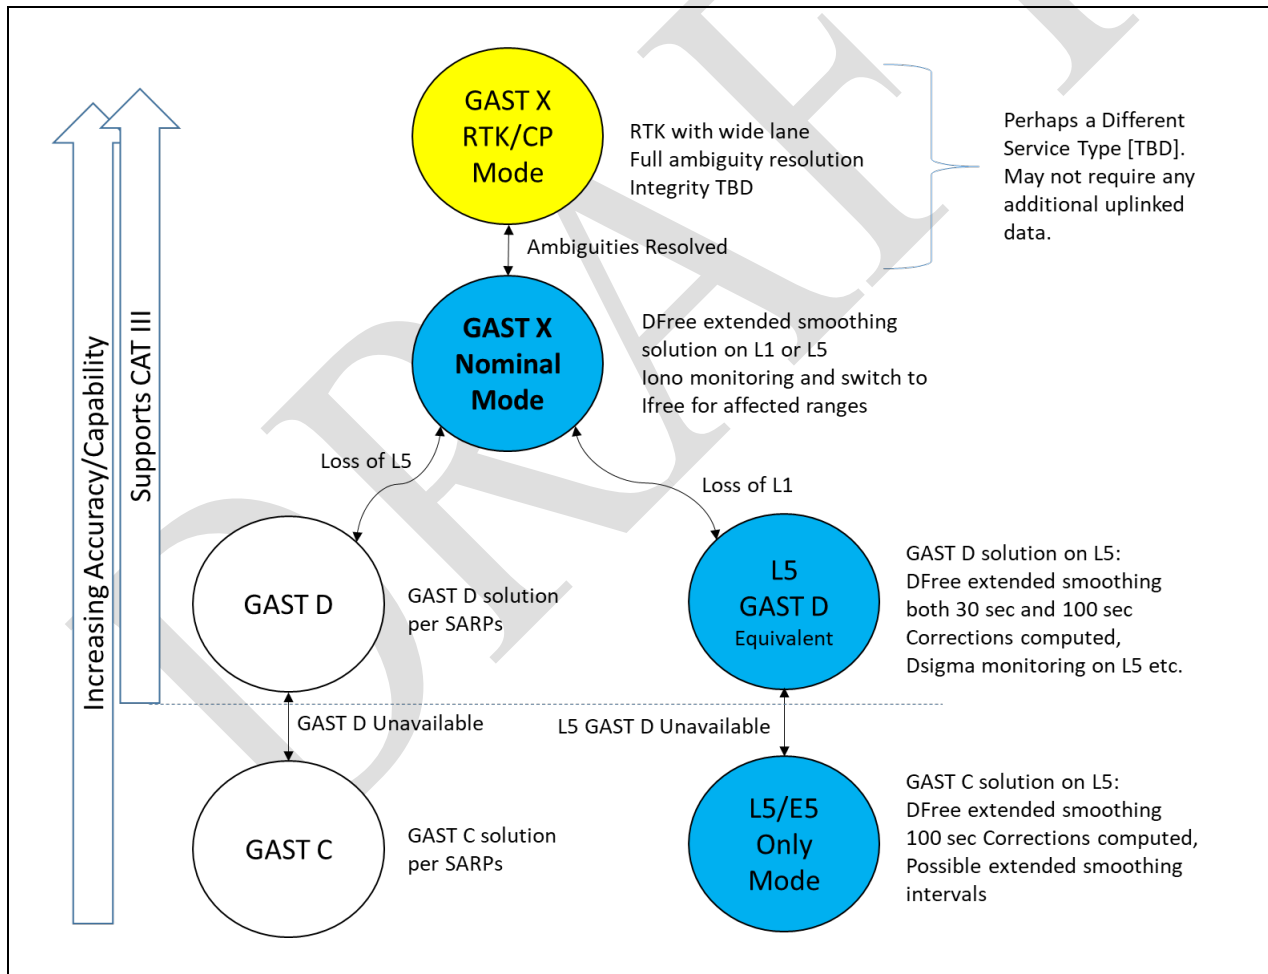 GAST X
RTK/CP
Mode
RTK with wide lane
Full ambiguity resolution
Integrity TBD
Perhaps a Different
Service Type [TBD].
May not require any
additional uplinked
data.
Ambiguities Resolved
GAST X
Nominal
Mode
DFree extended smoothing
solution on L1 or L5
Iono monitoring and switch to
Ifree for affected ranges
Increasing Accuracy/Capability
Supports CAT III
Loss of L5
Loss of L1
GAST D
GAST D solution
per SARPs
L5
GAST D
Equivalent
GAST D solution on L5:
DFree extended smoothing
both 30 sec and 100 sec
Corrections computed,
Dsigma monitoring on L5 etc.
GAST D Unavailable
L5 GAST D Unavailable
GAST C
GAST C solution
per SARPs
L5/E5
Only
Mode
GAST C solution on L5:
DFree extended smoothing
100 sec Corrections computed,
Possible extended smoothing
intervals
DRAFT